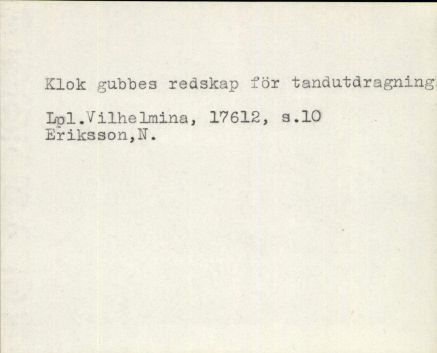 Klok gubbes redskap för tandutdragning
Lpl.Vilhelmina, 17612, s.10
Eriksson,N.